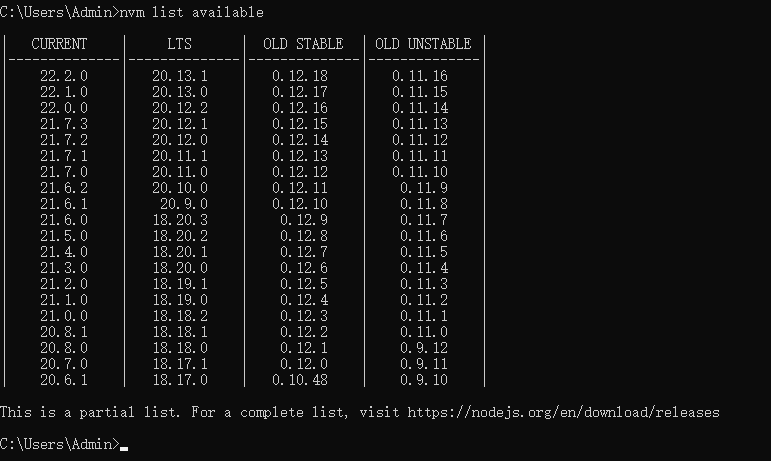 C:\Users\Admin>nvm list available
|   CURRENT    |     LTS      |  OLD STABLE  | OLD UNSTABLE |
|--------------|--------------|--------------|--------------|
|    22.2.0    |   20.13.1    |   0.12.18    |   0.11.16    |
|    22.1.0    |   20.13.0    |   0.12.17    |   0.11.15    |
|    22.0.0    |   20.12.2    |   0.12.16    |   0.11.14    |
|    21.7.3    |   20.12.1    |   0.12.15    |   0.11.13    |
|    21.7.2    |   20.12.0    |   0.12.14    |   0.11.12    |
|    21.7.1    |   20.11.1    |   0.12.13    |   0.11.11    |
|    21.7.0    |   20.11.0    |   0.12.12    |   0.11.10    |
|    21.6.2    |   20.10.0    |   0.12.11    |    0.11.9    |
|    21.6.1    |    20.9.0    |   0.12.10    |    0.11.8    |
|    21.6.0    |   18.20.3    |    0.12.9    |    0.11.7    |
|    21.5.0    |   18.20.2    |    0.12.8    |    0.11.6    |
|    21.4.0    |   18.20.1    |    0.12.7    |    0.11.5    |
|    21.3.0    |   18.20.0    |    0.12.6    |    0.11.4    |
|    21.2.0    |   18.19.1    |    0.12.5    |    0.11.3    |
|    21.1.0    |   18.19.0    |    0.12.4    |    0.11.2    |
|    21.0.0    |   18.18.2    |    0.12.3    |    0.11.1    |
|    20.8.1    |   18.18.1    |    0.12.2    |    0.11.0    |
|    20.8.0    |   18.18.0    |    0.12.1    |    0.9.12    |
|    20.7.0    |   18.17.1    |    0.12.0    |    0.9.11    |
|    20.6.1    |   18.17.0    |   0.10.48    |    0.9.10    |
This is a partial list. For a complete list, visit https://nodejs.org/en/download/releases
C:\Users\Admin>